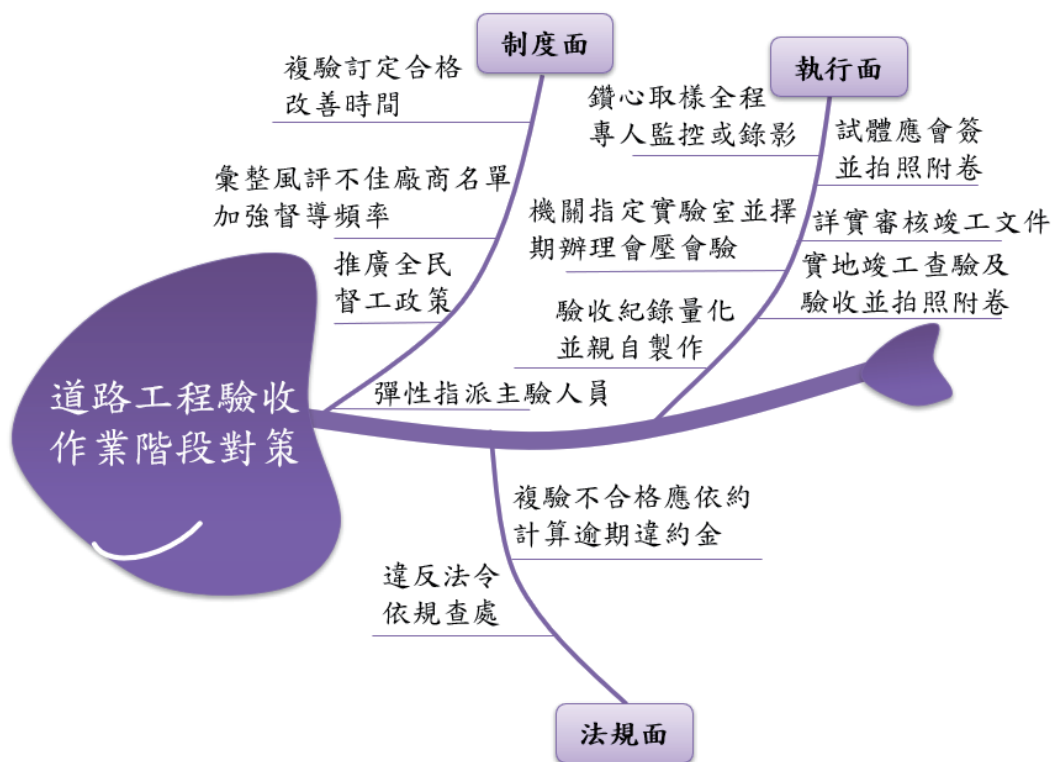 制度面
複驗訂定合格
改善時間
彙整風評不佳廠商名單
加強督導頻率
推廣全民
督工政策
彈性指派主驗人員
執行面
鑽心取樣全程
專人監控或錄影
機關指定實驗室並擇
期辦理會壓會驗
驗收紀錄量化
並親自製作
試體應會簽
並拍照附卷
詳實審核竣工文件
實地竣工查驗及
驗收並拍照附卷
道路工程驗收
作業階段對策
複驗不合格應依約
計算逾期違約金
違反法令
依規查處
法規面